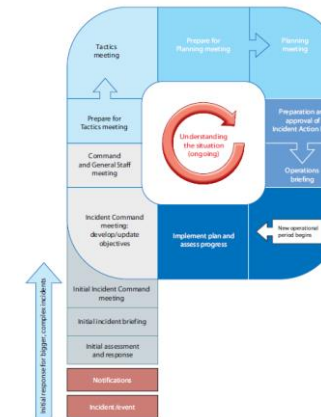 Tactics
meeting
Prepare for
Planning meeting
Planning
meeting
Prepare for
Tactics meeting
Understanding
the situation
(ongoing)
Preparation an
approval of
Incident Action
Command
and General Staff
meeting
Operations
briefing
Incident Command
meeting:
develop/update
objectives
Implement plan and
assess progress
New operational
period begins
Initial Incident Command
meeting
Initial incident briefing
Initial assessment
and response
Notifications
Incident/event
Initial response for bigger, complex incidents